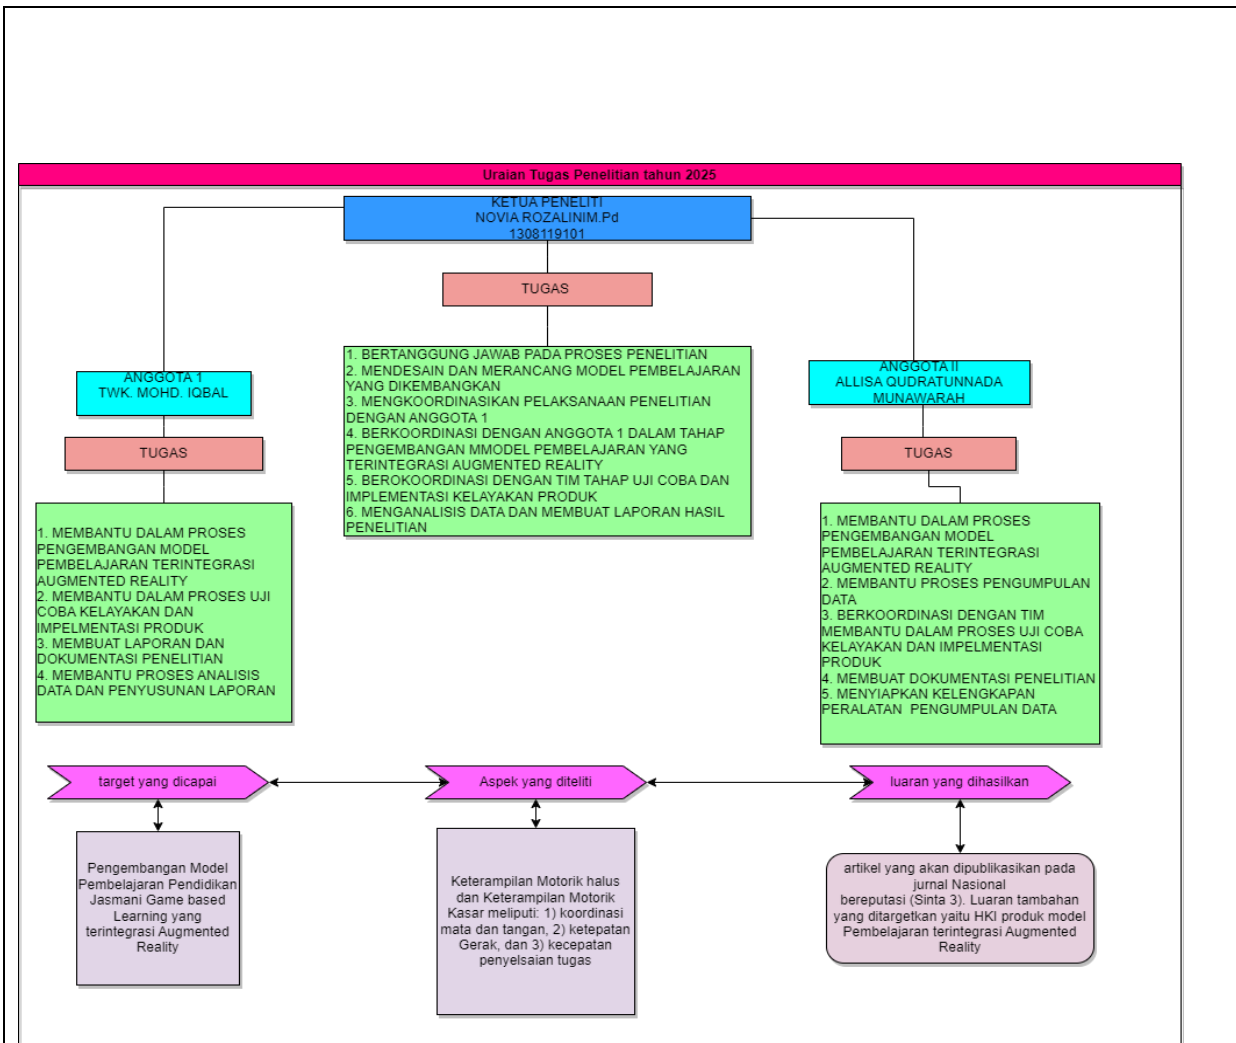 Uraian Tugas Penelitian tahun 2025
KETUA PENELITI
NOVIA ROZALINIM.Pd
1308119101
TUGAS
1. BERTANGGUNG JAWAB PADA PROSES PENELITIAN
2. MENDESAIN DAN MERANCANG MODEL PEMBELAJARAN
YANG DIKEMBANGKAN
3. MENGKOORDINASIKAN PELAKSANAAN PENELITIAN
DENGAN ANGGOTA 1
4. BERKOORDINASI DENGAN ANGGOTA 1 DALAM TAHAP
PENGEMBANGAN MMODEL PEMBELAJARAN YANG
TERINTEGRASI AUGMENTED REALITY
5. BEROKOORDINASI DENGAN TIM TAHAP UJI COBA DAN
IMPLEMENTASI KELAYAKAN PRODUK
6. MENGANALISIS DATA DAN MEMBUAT LAPORAN HASIL
PENELITIAN
ANGGOTA 1
TWK. MOHD. IQBAL
TUGAS
1. MEMBANTU DALAM PROSES
PENGEMBANGAN MODEL
PEMBELAJARAN TERINTEGRASI
AUGMENTED REALITY
2. MEMBANTU DALAM PROSES UJI
COBA KELAYAKAN DAN
IMPELMENTASI PRODUK
3. MEMBUAT LAPORAN DAN
DOKUMENTASI PENELITIAN
4. MEMBANTU PROSES ANALISIS
DATA DAN PENYUSUNAN LAPORAN
ANGGOTA II
ALLISA QUDRATUNNADA
MUNAWARAH
TUGAS
1. MEMBANTU DALAM PROSES
PENGEMBANGAN MODEL
PEMBELAJARAN TERINTEGRASI
AUGMENTED REALITY
2. MEMBANTU PROSES PENGUMPULAN
DATA
3. BERKOORDINASI DENGAN TIM
MEMBANTU DALAM PROSES UJI COBA
KELAYAKAN DAN IMPELMENTASI
PRODUK
4. MEMBUAT DOKUMENTASI PENELITIAN
5. MENYIAPKAN KELENGKAPAN
PERALATAN  PENGUMPULAN DATA
target yang dicapai
Aspek yang diteliti
luaran yang dihasilkan
Pengembangan Model
Pembelajaran Pendidikan
Jasmani Game based
Learning yang
terintegrasi Augmented
Reality
Keterampilan Motorik halus
dan Keterampilan Motorik
Kasar meliputi: 1) koordinasi
mata dan tangan, 2) ketepatan
Gerak, dan 3) kecepatan
penyelsaian tugas
artikel yang akan dipublikasikan pada
jurnal Nasional
bereputasi (Sinta 3). Luaran tambahan
yang ditargetkan yaitu HKI produk model
Pembelajaran terintegrasi Augmented
Reality